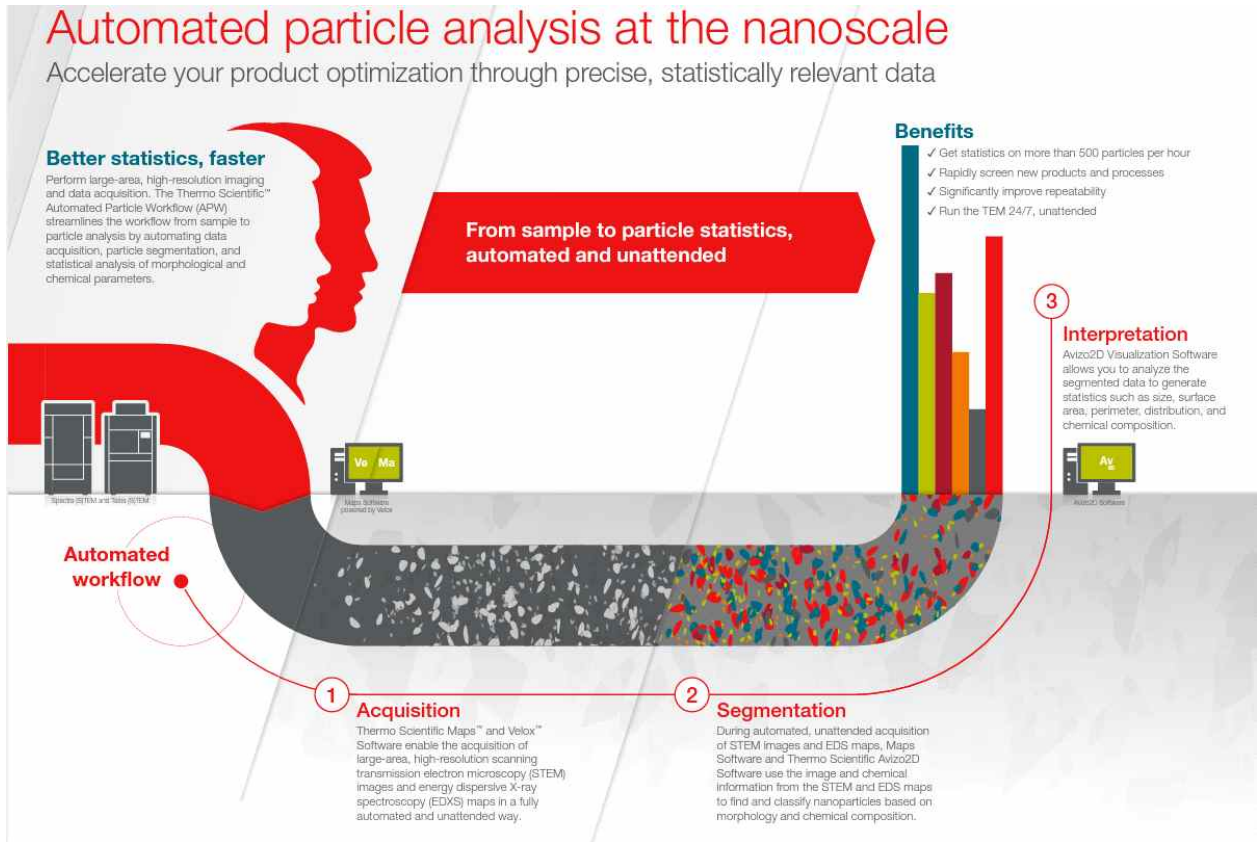 Automated particle analysis at the nanoscale
Accelerate your product optimization through precise, statistically relevant data
Better statistics, faster
Perform large-area, high-resolution imaging
and data acquisition. The Thermo Scientific™
Automated Particle Workflow (APW)
streamlines the workflow from sample to
particle analysis by automating data
acquisition, particle segmentation, and
statistical analysis of morphological and
chemical parameters.
From sample to particle statistics,
automated and unattended
Benefits
✓ Get statistics on more than 500 particles per hour
✓ Rapidly screen new products and processes
✓ Significantly improve repeatability
✓ Run the TEM 24/7, unattended
3
Interpretation
Avizo2D Visualization Software
allows you to analyze the
segmented data to generate
statistics such as size, surface
area, perimeter, distribution, and
chemical composition.
Spectra (S)TEM and Talos (S)TEM
Ve Ma
Maps Software
powered by Velox
Av
Avizo2D Software
Automated
workflow
1
Acquisition
Thermo Scientific Maps™ and Velox™
Software enable the acquisition of
large-area, high-resolution scanning
transmission electron microscopy (STEM)
images and energy dispersive X-ray
spectroscopy (EDXS) maps in a fully
automated and unattended way.
2
Segmentation
During automated, unattended acquisition
of STEM images and EDS maps, Maps
Software and Thermo Scientific Avizo2D
Software use the image and chemical
information from the STEM and EDS maps
to find and classify nanoparticles based on
morphology and chemical composition.